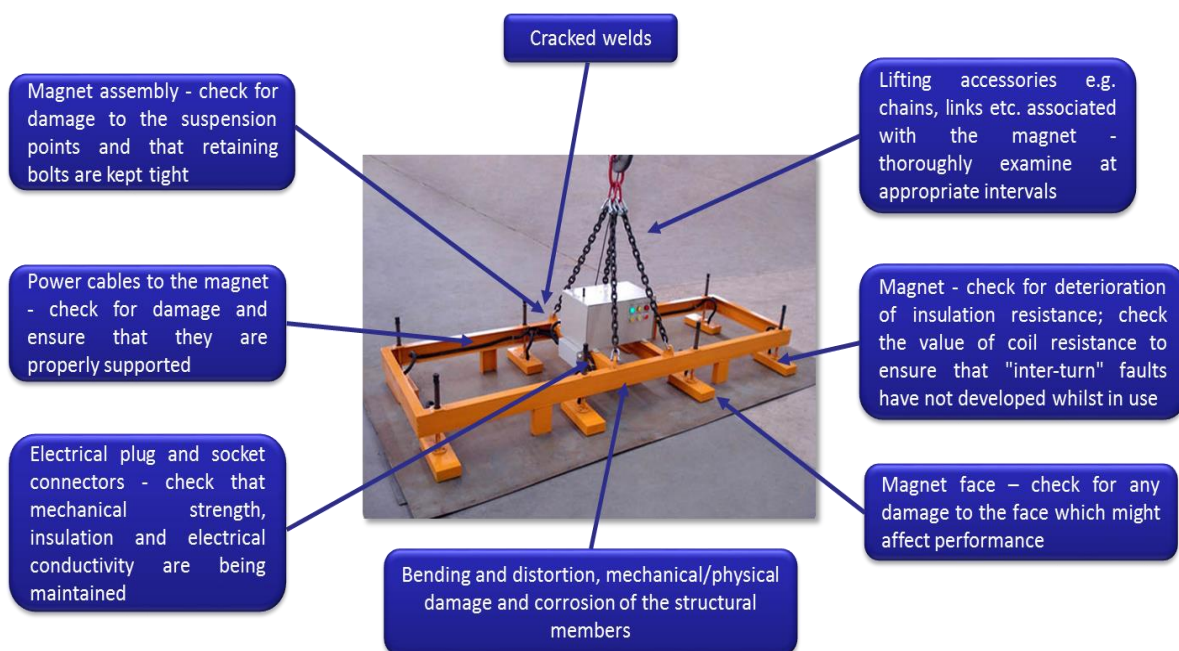 Cracked welds
Magnet assembly - check for
damage to the suspension
points and that retaining
bolts are kept tight
Lifting accessories e.g.
chains, links etc. associated
with the magnet -
thoroughly examine at
appropriate intervals
Power cables to the magnet
- check for damage and
ensure that they are
properly supported
Magnet - check for deterioration
of insulation resistance; check
the value of coil resistance to
ensure that "inter-turn" faults
have not developed whilst in use
Electrical plug and socket
connectors - check that
mechanical strength,
insulation and electrical
conductivity are being
maintained
Magnet face – check for any
damage to the face which might
affect performance
Bending and distortion, mechanical/physical
damage and corrosion of the structural
members